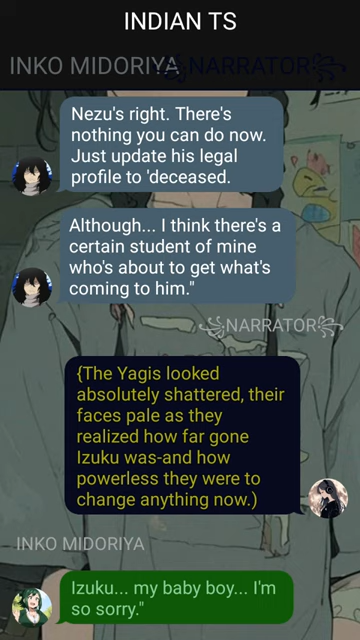 INDIAN TS
INKO MIDORIYA
꧁NARRATOR꧂
Nezu's right. There's
nothing you can do now.
Just update his legal
profile to 'deceased.
Although... I think there's a
certain student of mine
who's about to get what's
coming to him."
꧁NARRATOR꧂
{The Yagis looked
absolutely shattered, their
faces pale as they
realized how far gone
Izuku was-and how
powerless they were to
change anything now.)
INKO MIDORIYA
Izuku... my baby boy... I'm
so sorry."